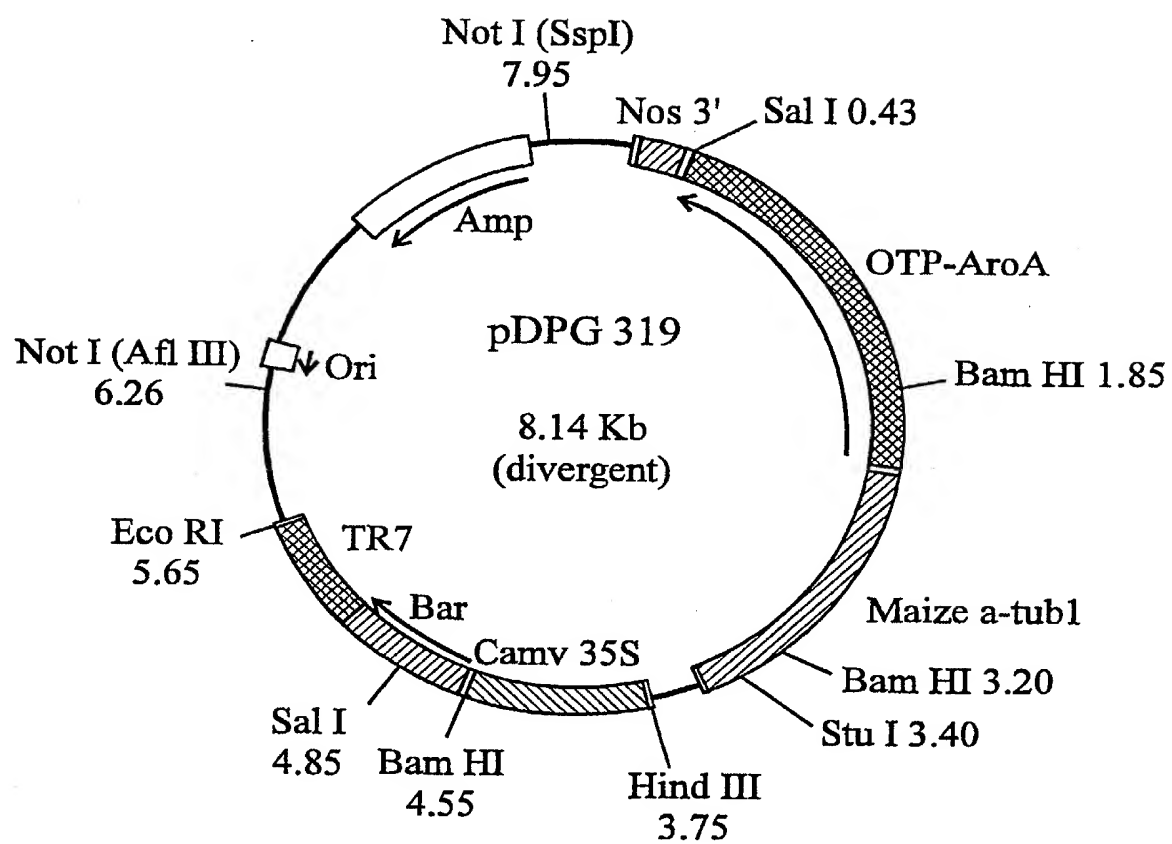 Not I (SspI)
7.95
Nos 3'
Sal I 0.43
Amp
OTP-AroA
pDPG 319
Not I (Afl III)
6.26
Ori
Bam HI 1.85
8.14 Kb
(divergent)
Eco RI
5.65
TR7
Bar
Maize a-tub1
Camv 35S
Bam HI 3.20
Sal I
4.85
Stu I 3.40
Bam HI
4.55
Hind III
3.75